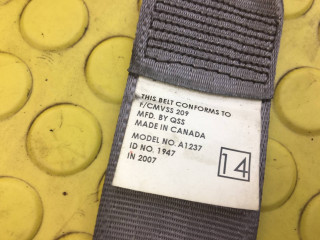 THIS BELT CONFORMS TO
F/CMVSS 209
MFD. BY QSS
MADE IN CANADA
MODEL NO. A1237
ID NO. 1947
IN 2007
14